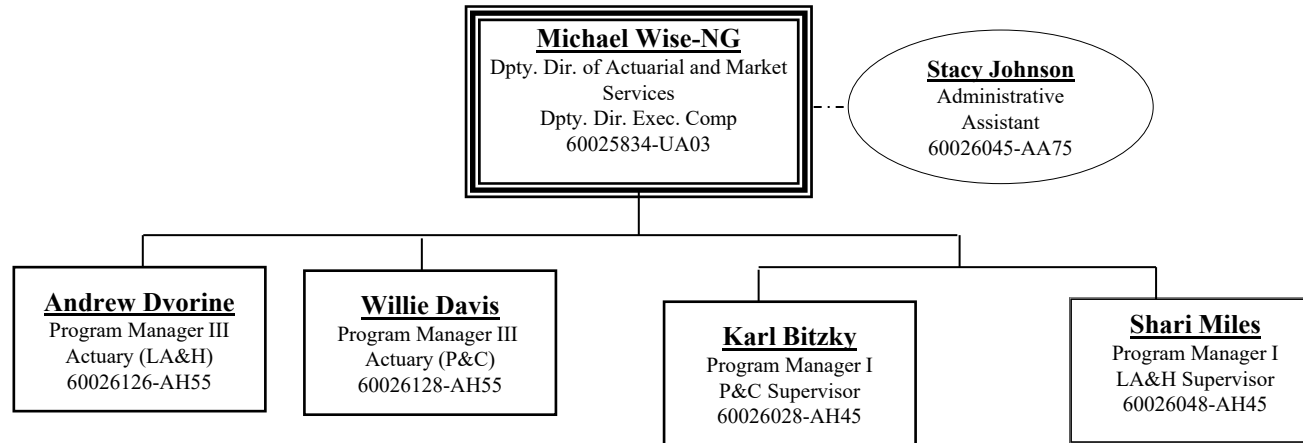 Michael Wise-NG
Dpty. Dir. of Actuarial and Market
Services
Dpty. Dir. Exec. Comp
60025834-UA03
Stacy Johnson
Administrative
Assistant
60026045-AA75
Andrew Dvorine
Program Manager III
Actuary (LA&H)
60026126-AH55
Willie Davis
Program Manager III
Actuary (P&C)
60026128-AH55
Karl Bitzky
Program Manager I
P&C Supervisor
60026028-AH45
Shari Miles
Program Manager I
LA&H Supervisor
60026048-AH45